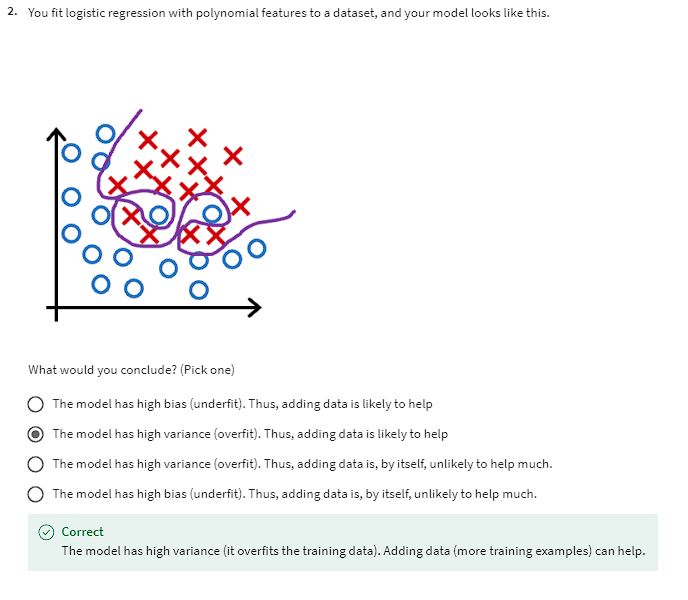 2. You fit logistic regression with polynomial features to a dataset, and your model looks like this.
What would you conclude? (Pick one)
The model has high bias (underfit). Thus, adding data is likely to help
The model has high variance (overfit). Thus, adding data is likely to help
The model has high variance (overfit). Thus, adding data is, by itself, unlikely to help much.
The model has high bias (underfit). Thus, adding data is, by itself, unlikely to help much.
Correct
The model has high variance (it overfits the training data). Adding data (more training examples) can help.